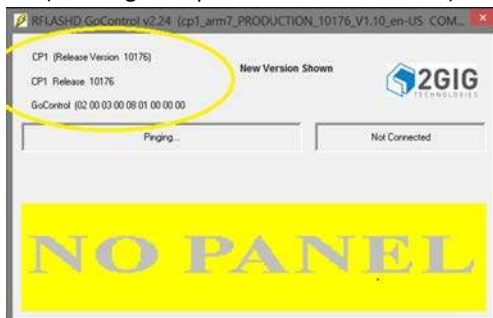 RFLASHD GoControl v2.24 (cp1_arm7_PRODUCTION_10176_V1.10_en-US COM...
CP1 (Release Version 10176)
CP1 Release 10176
GoControl (02 00 03 00 08 01 00 00 00
New Version Shown
2GIG
TECHNOLOGIES
Pinging...
Not Connected
NO PANEL